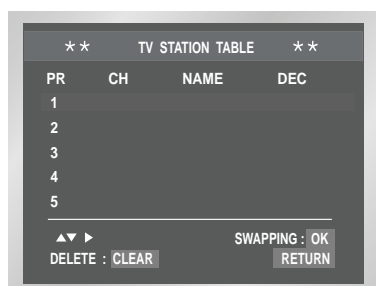 ** TV STATION TABLE **
PR CH NAME DEC
1
2
3
4
5
▲▼ ▶ SWAPPING : OK
DELETE : CLEAR RETURN